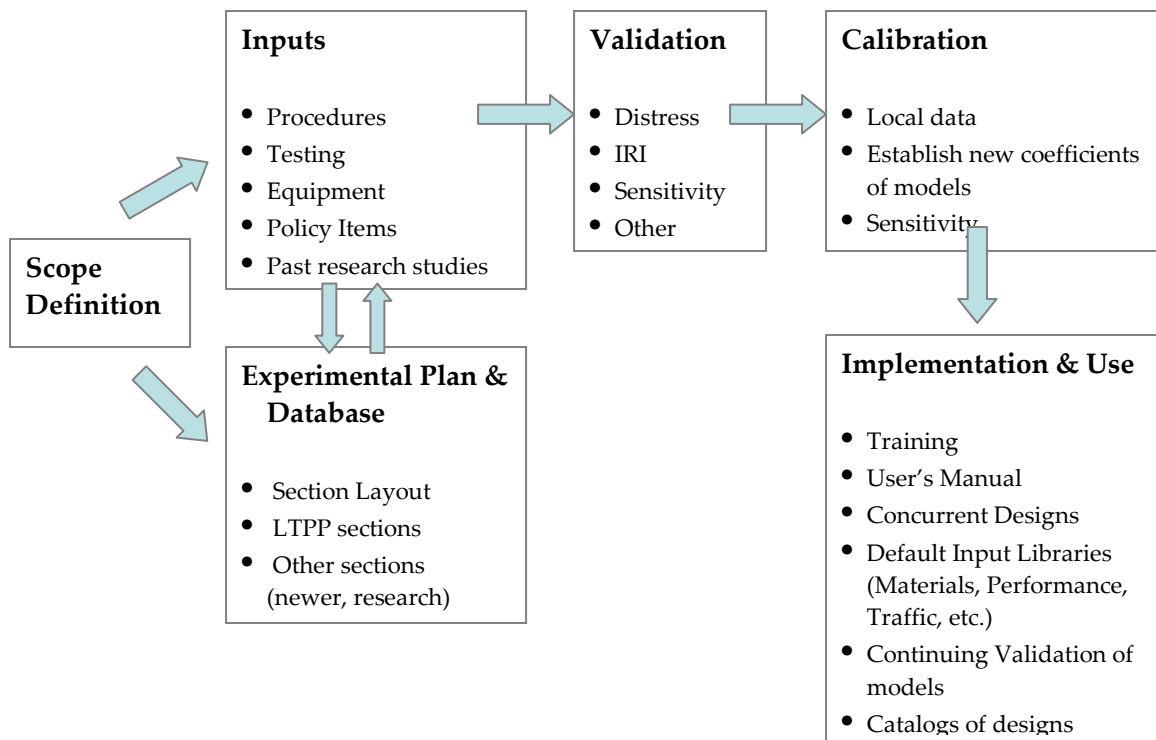 Inputs
• Procedures
• Testing
• Equipment
• Policy Items
• Past research studies
Validation
• Distress
• IRI
• Sensitivity
• Other
Calibration
• Local data
• Establish new coefficients
of models
• Sensitivity
Scope
Definition
Experimental Plan &
Database
• Section Layout
• LTPP sections
• Other sections
(newer, research)
Implementation & Use
• Training
• User’s Manual
• Concurrent Designs
• Default Input Libraries
(Materials, Performance,
Traffic, etc.)
• Continuing Validation of
models
• Catalogs of designs